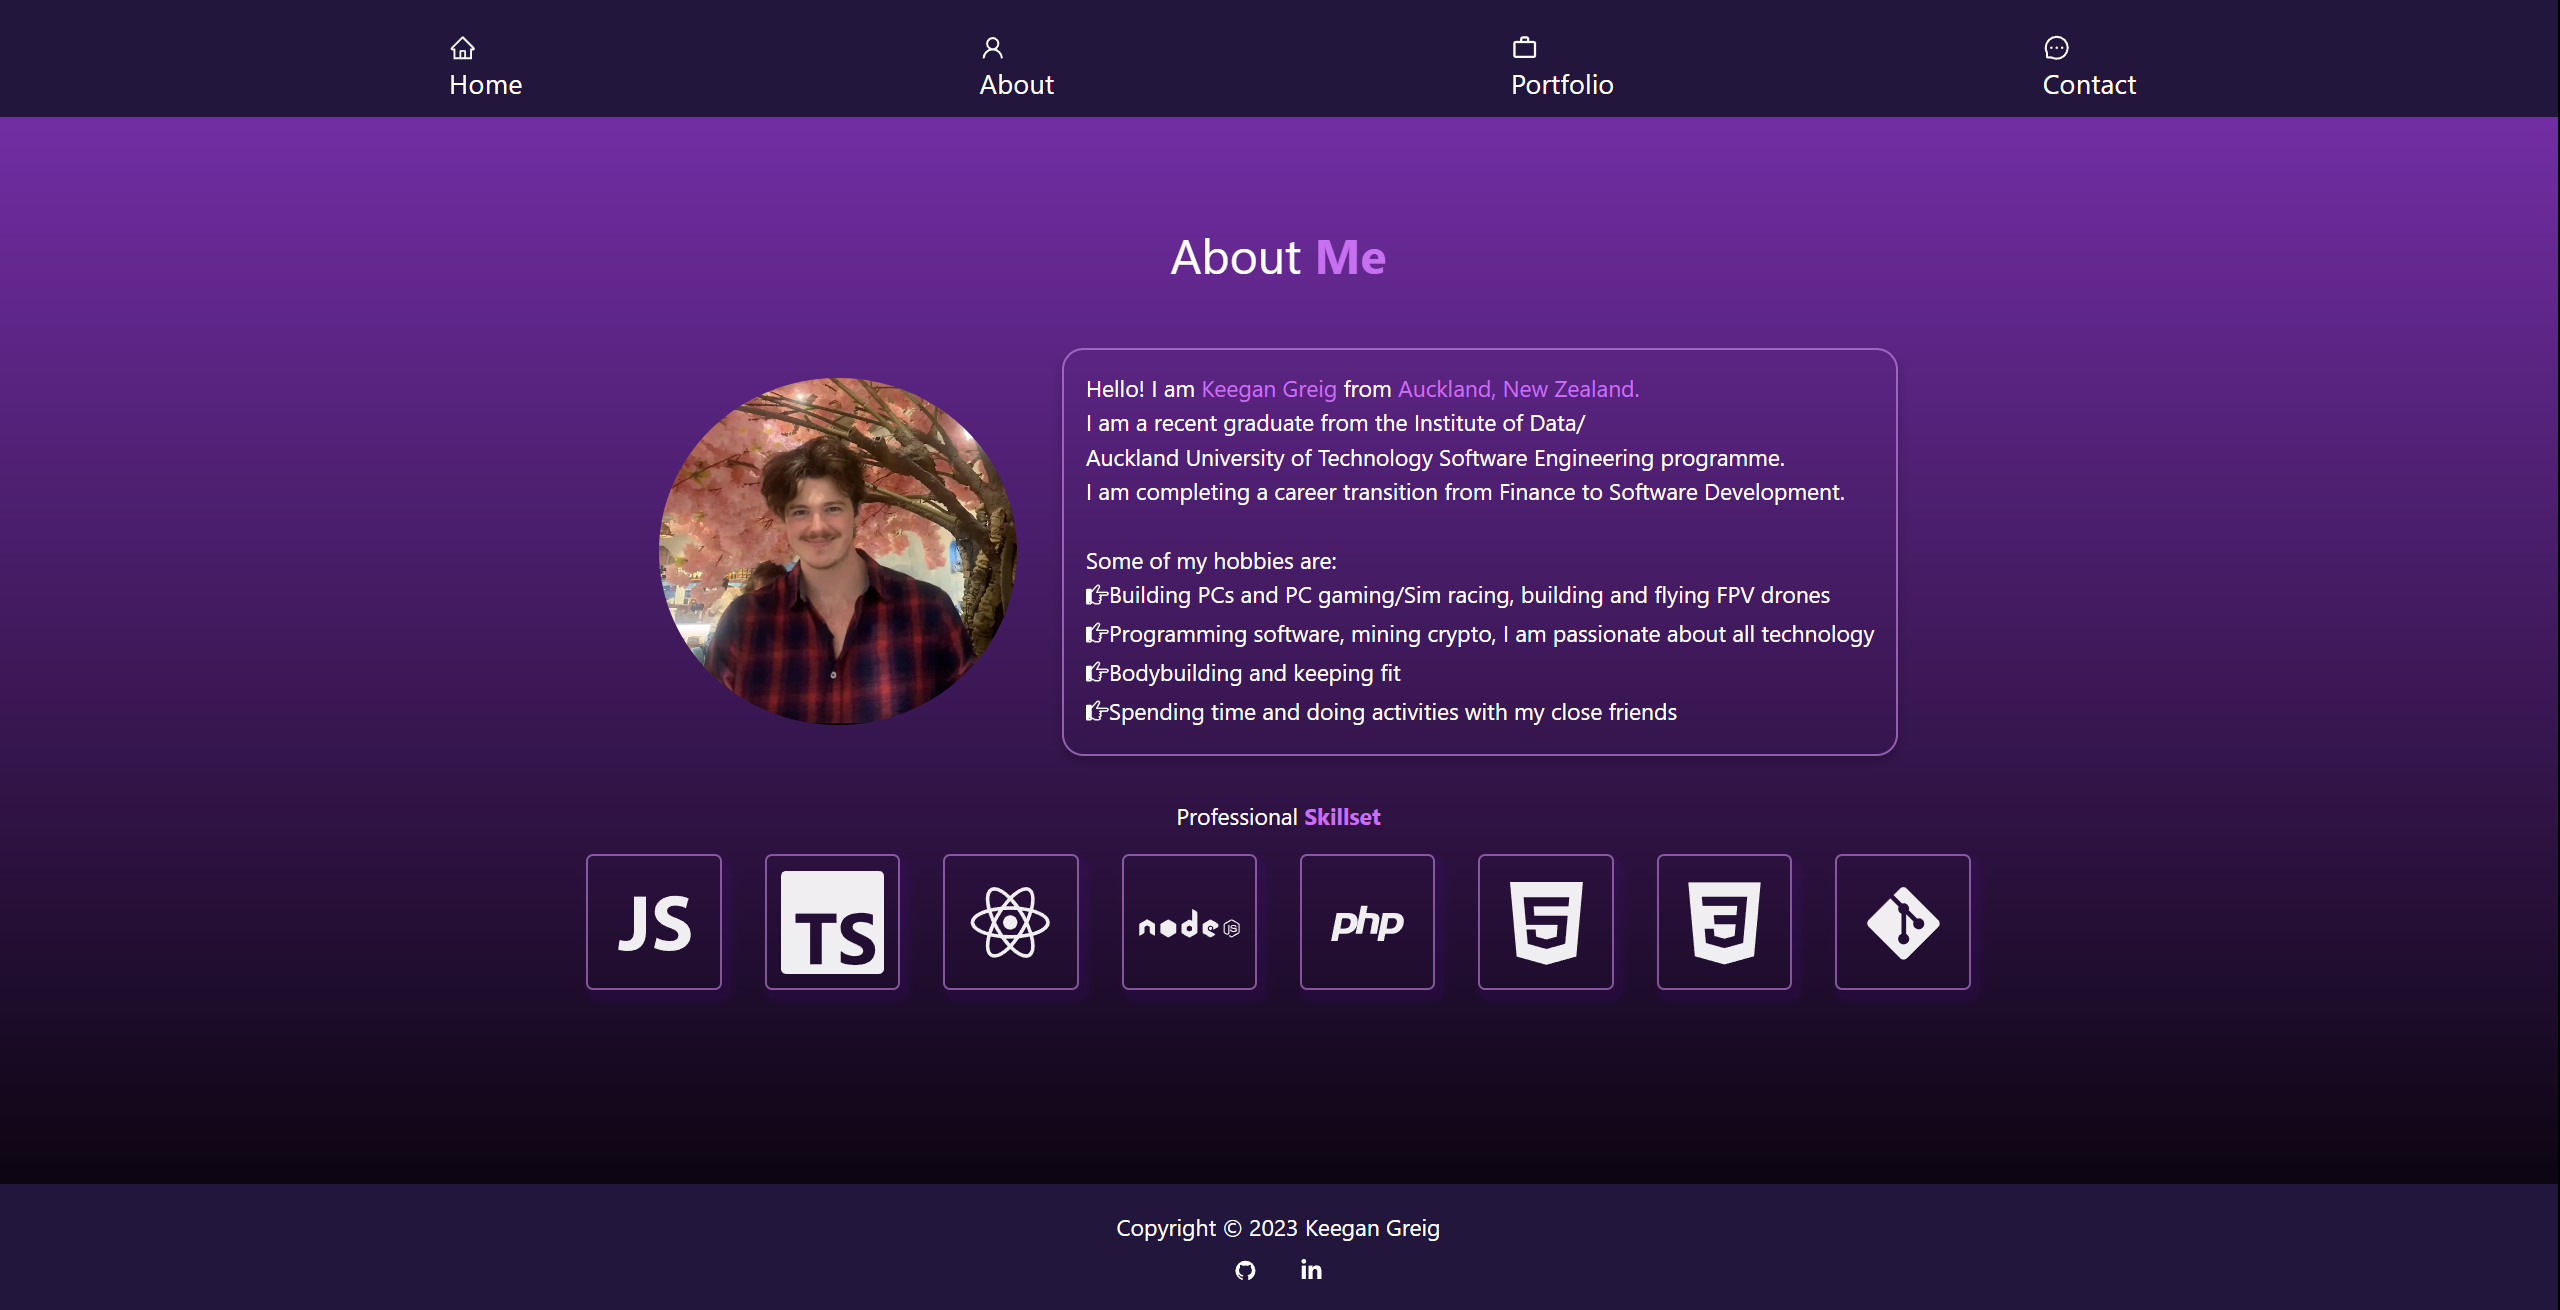 Home
About
Portfolio
Contact
About Me
Hello! I am Keegan Greig from Auckland, New Zealand.
I am a recent graduate from the Institute of Data/
Auckland University of Technology Software Engineering programme.
I am completing a career transition from Finance to Software Development.
Some of my hobbies are:
Building PCs and PC gaming/Sim racing, building and flying FPV drones
Programming software, mining crypto, I am passionate about all technology
Bodybuilding and keeping fit
Spending time and doing activities with my close friends
Professional Skillset
JS
TS
node JS
php
5
3
Copyright © 2023 Keegan Greig
in